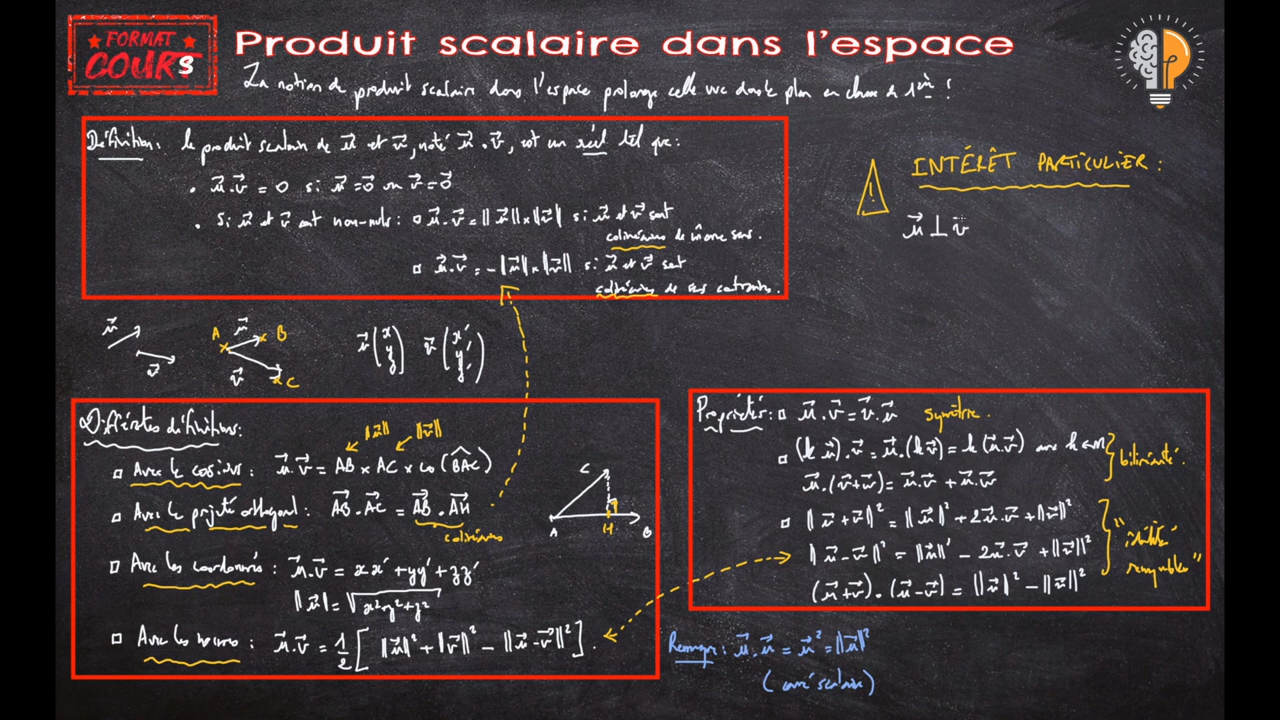 FORMAT
COURS
Produit scalaire dans l'espace
La notion de produit scalaire dans l'espace prolonge celle vue dans le plan en classe de 1ère !
Définition : le produit scalaire de u⃗ et v⃗, noté u⃗ . v⃗, est un réel tel que :
• u⃗.v⃗ = 0 si u⃗ = 0⃗ ou v⃗ = 0⃗
• Si u⃗ et v⃗ sont non-nuls : ▫ u⃗.v⃗ = ||u⃗|| × ||v⃗|| si u⃗ et v⃗ sont
colinéaires de même sens.
▫ u⃗.v⃗ = -||u⃗|| × ||v⃗|| si u⃗ et v⃗ sont
colinéaires de sens contraires.
! INTÉRÊT PARTICULIER :
u⃗ ⊥ v⃗
u⃗ v⃗
A u⃗ B v⃗ C
u⃗ (x y z) v⃗ (x' y' z')
Différentes définitions :
||u⃗|| ||v⃗||
▫ Avec le cosinus : u⃗.v⃗ = AB × AC × cos(BAC)
▫ Avec le projeté orthogonal : AB⃗.AC⃗ = AB⃗.AH⃗
colinéaires
C
A H B
▫ Avec les coordonnées : u⃗.v⃗ = xx' + yy' + zz'
||u⃗|| = √(x²+y²+z²)
▫ Avec les normes : u⃗.v⃗ = 1/2 [ ||u⃗||² + ||v⃗||² - ||u⃗-v⃗||² ].
Propriétés : ▫ u⃗.v⃗ = v⃗.u⃗ symétrie.
▫ (k u⃗).v⃗ = u⃗.(k v⃗) = k(u⃗.v⃗) avec k ∈ ℝ
u⃗.(v⃗+w⃗) = u⃗.v⃗ + u⃗.w⃗
bilinéarité.
▫ ||u⃗+v⃗||² = ||u⃗||² + 2u⃗.v⃗ + ||v⃗||²
||u⃗-v⃗||² = ||u⃗||² - 2u⃗.v⃗ + ||v⃗||²
(u⃗+v⃗).(u⃗-v⃗) = ||u⃗||² - ||v⃗||²
"identités
remarquables"
Remarque : u⃗.u⃗ = u⃗² = ||u⃗||²
(carré scalaire)